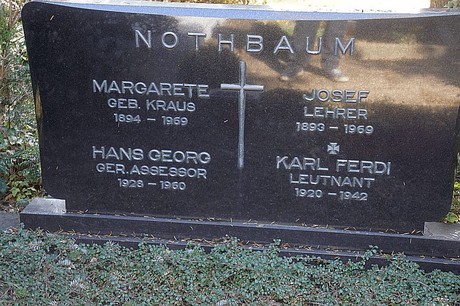 NOTHBAUM
MARGARETE
GEB. KRAUS
1894 - 1969
HANS GEORG
GER. ASSESSOR
1928 - 1960
JOSEF
LEHRER
1893 - 1969
KARL FERDI
LEUTNANT
1920 - 1942